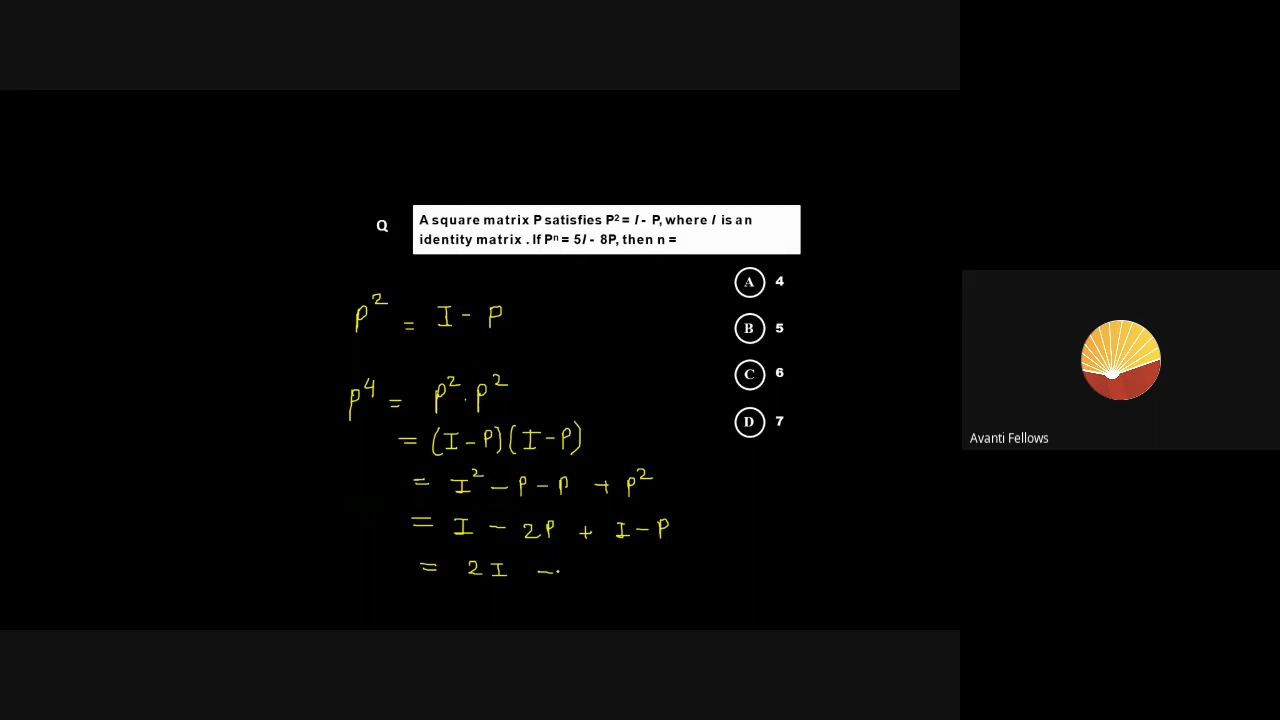 Q
A square matrix P satisfies P² = I - P, where I is an
identity matrix . If Pⁿ = 5I - 8P, then n =
A 4
B 5
C 6
D 7
P² = I - P
P⁴ = P² . P²
= (I - P) (I - P)
= I² - P - P + P²
= I - 2P + I - P
= 2I -
Avanti Fellows